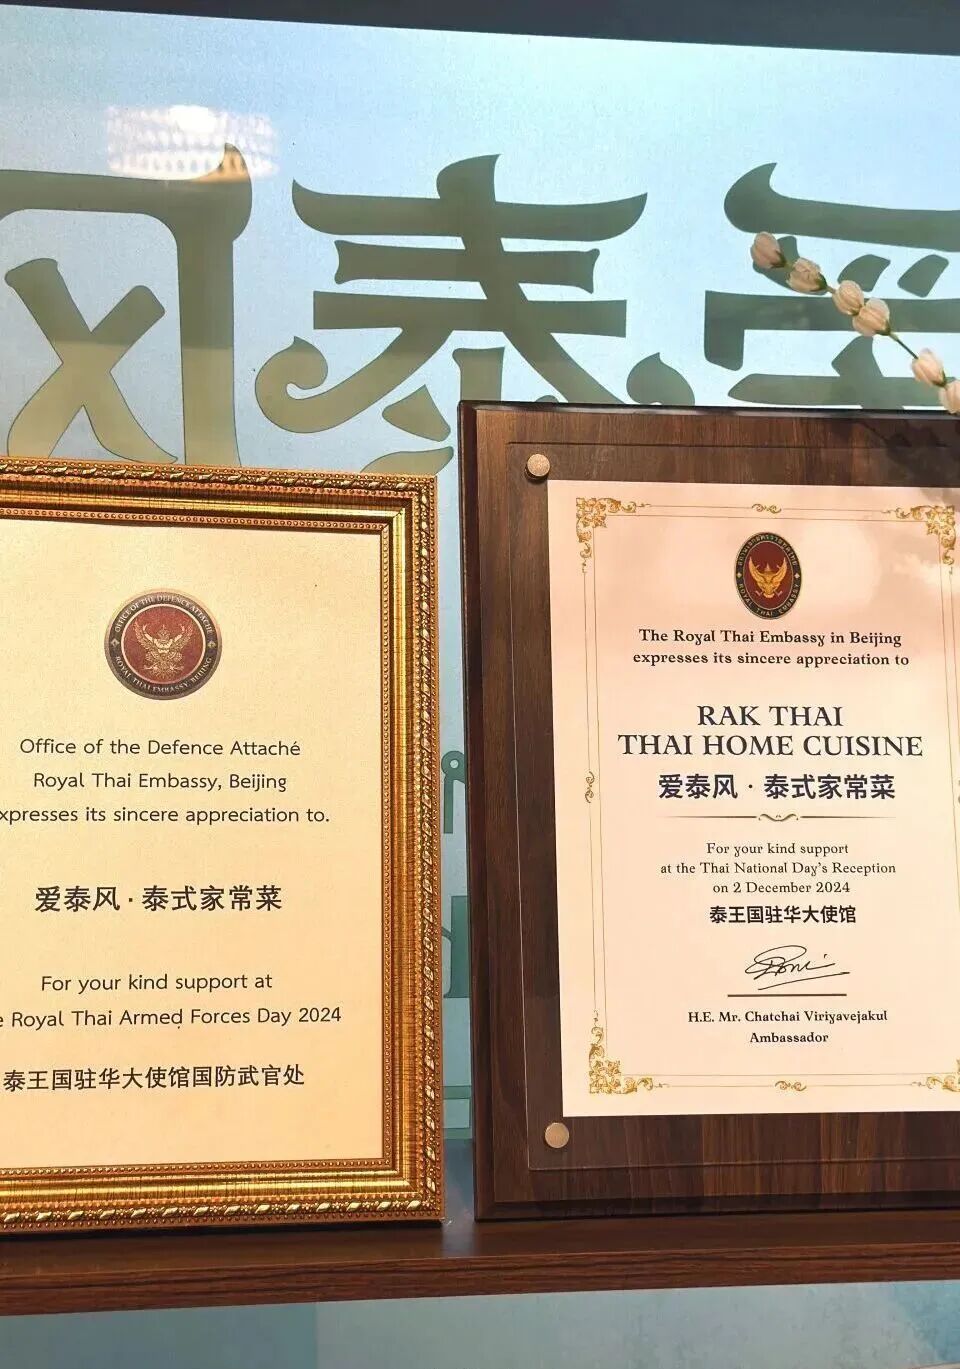 风泰爱
OFFICE OF THE DEFENCE ATTACHÉ
ROYAL THAI EMBASSY, BEIJING
Office of the Defence Attaché
Royal Thai Embassy, Beijing
xpresses its sincere appreciation to.
爱泰风·泰式家常菜
For your kind support at
e Royal Thai Armed Forces Day 2024
泰王国驻华大使馆国防武官处
ROYAL THAI EMBASSY
The Royal Thai Embassy in Beijing
expresses its sincere appreciation to
RAK THAI
THAI HOME CUISINE
爱泰风·泰式家常菜
For your kind support
at the Thai National Day's Reception
on 2 December 2024
泰王国驻华大使馆
H.E. Mr. Chatchai Viriyavejakul
Ambassador